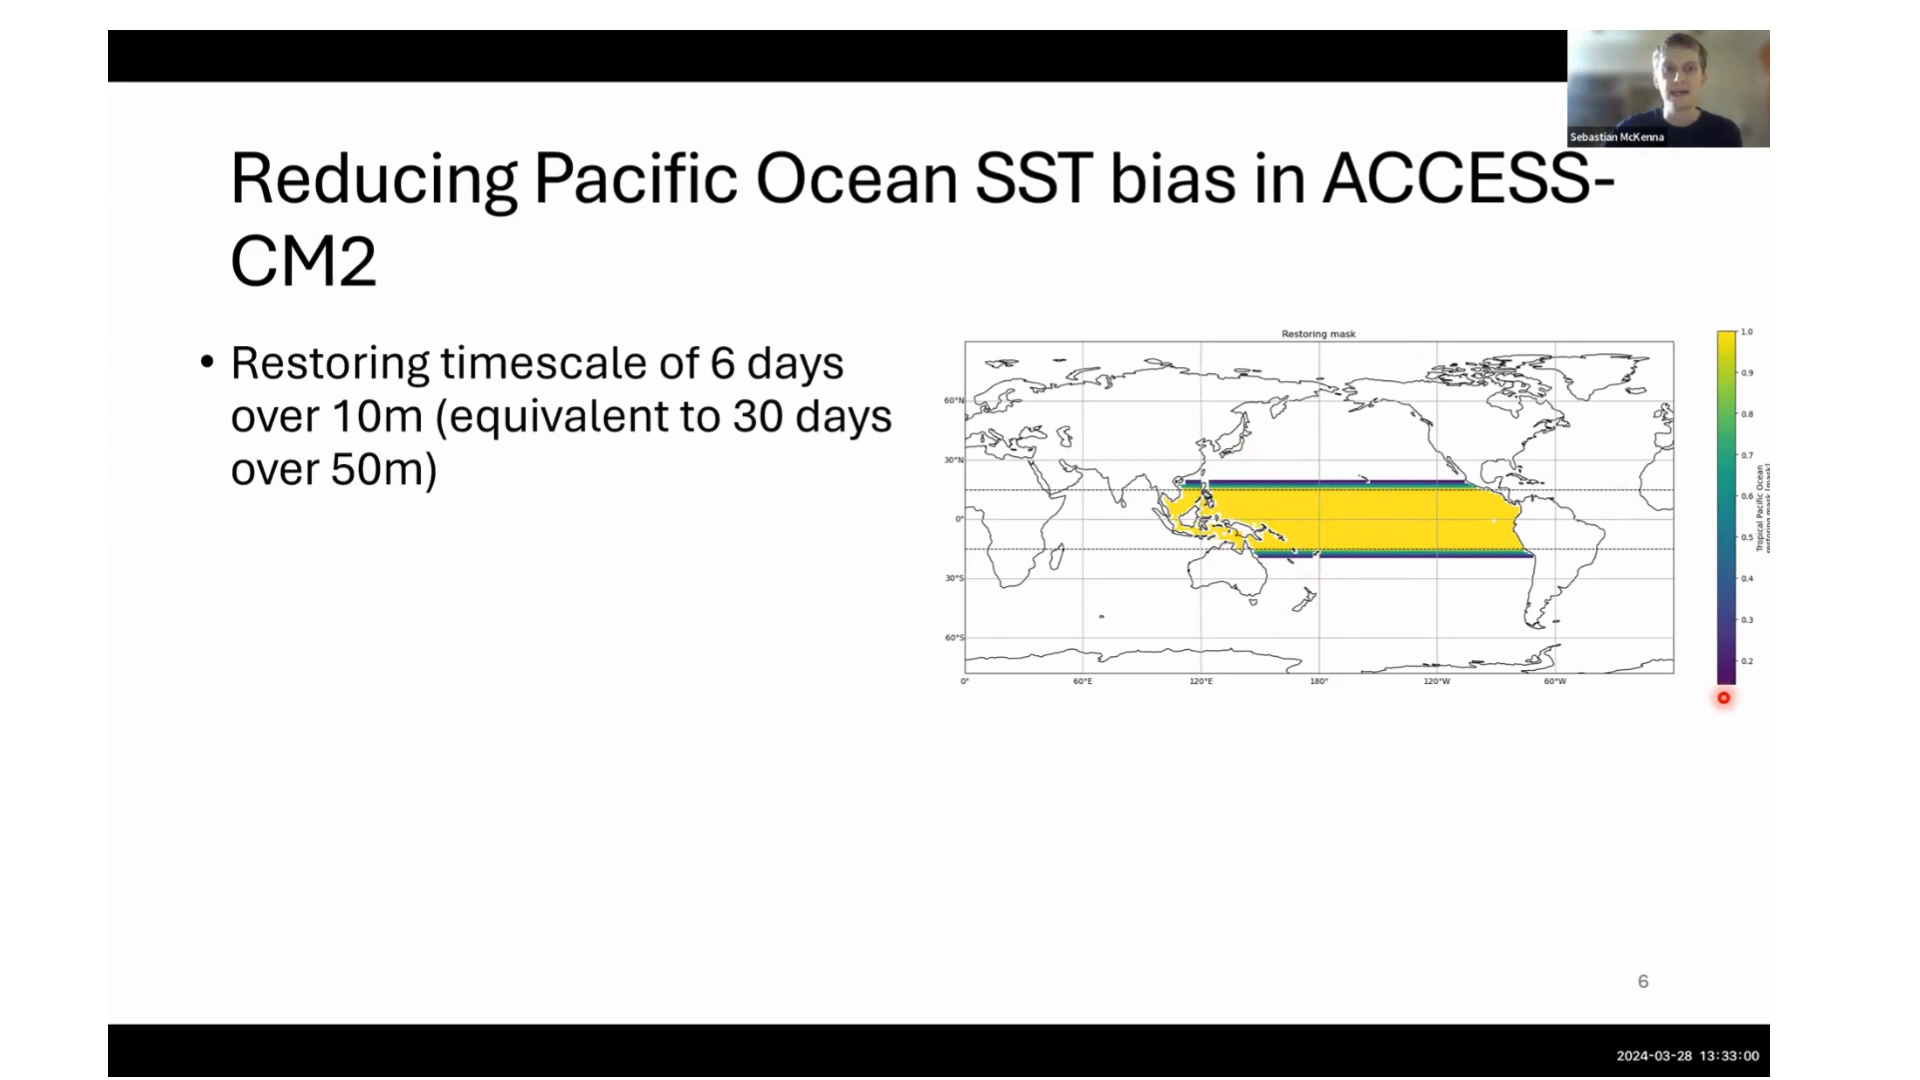 Sebastian McKenna
Reducing Pacific Ocean SST bias in ACCESS-
CM2
• Restoring timescale of 6 days
over 10m (equivalent to 30 days
over 50m)
Restoring mask
60°N
30°N
0°
30°S
60°S
0°
60°E
120°E
180°
120°W
60°W
1.0
0.9
0.8
0.7
0.6
0.5
0.4
0.3
0.2
Tropical Pacific Ocean
restoring mask [mask]
6
2024-03-28 13:33:00